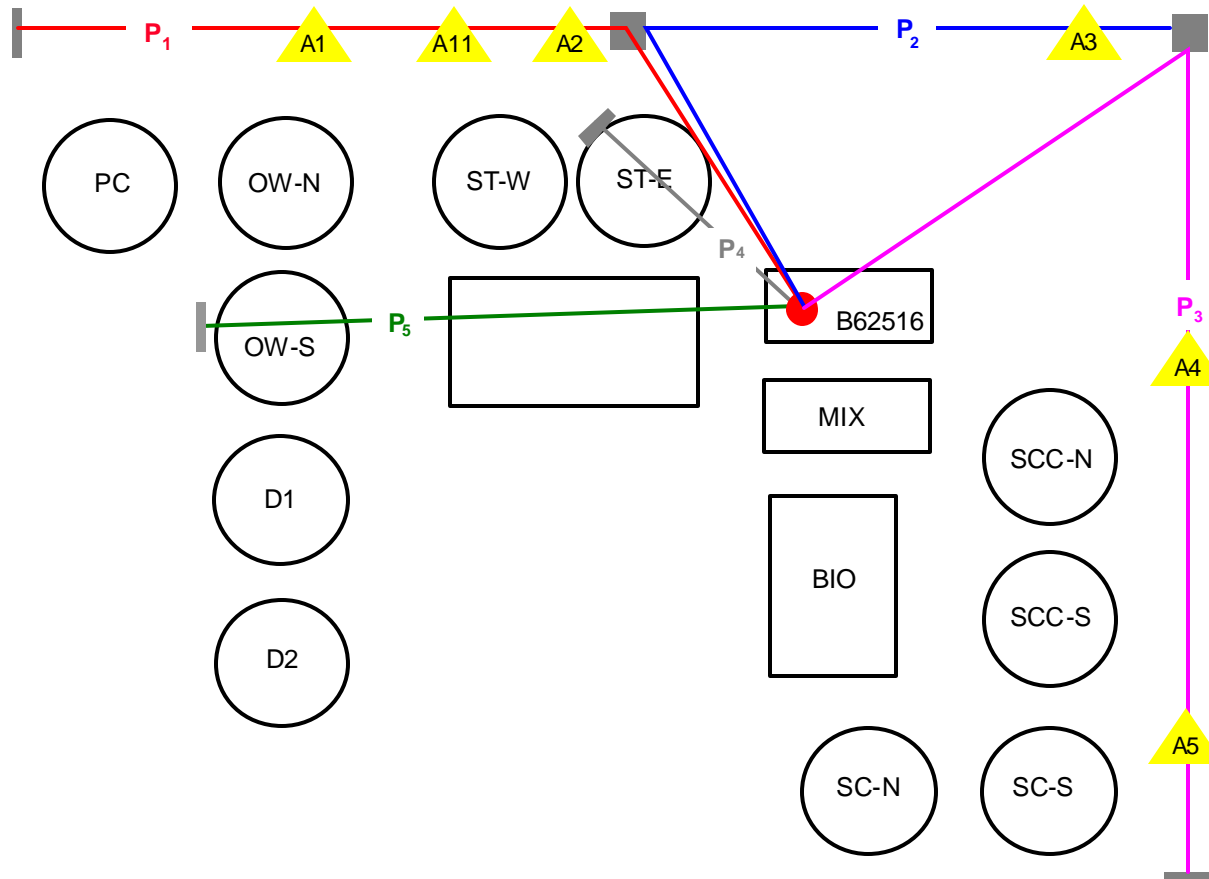 P1
A1
A11
A2
P2
A3
PC
OW-N
ST-W
ST-E
P4
B62516
P3
P5
OW-S
A4
MIX
SCC-N
D1
BIO
SCC-S
D2
A5
SC-N
SC-S